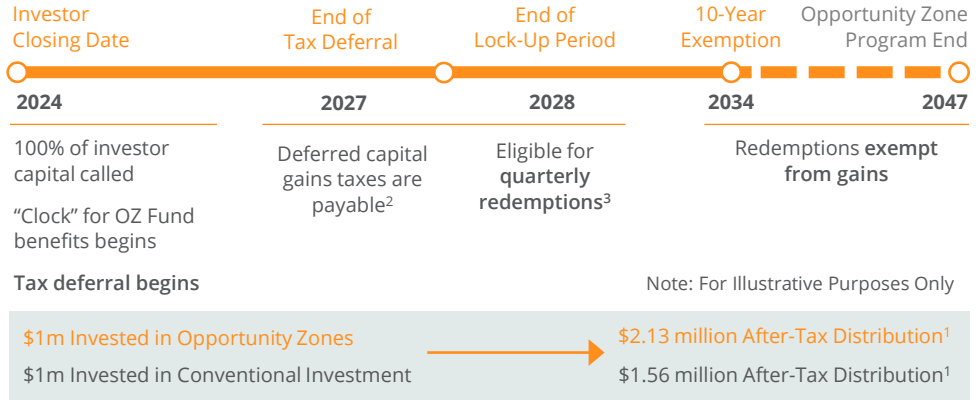 Investor
Closing Date
End of
Tax Deferral
End of
Lock-Up Period
10-Year
Exemption
Opportunity Zone
Program End
2024
2027
2028
2034
2047
100% of investor
capital called
“Clock” for OZ Fund
benefits begins
Tax deferral begins
Deferred capital
gains taxes are
payable²
Eligible for
quarterly
redemptions³
Redemptions exempt
from gains
Note: For Illustrative Purposes Only
$1m Invested in Opportunity Zones
$2.13 million After-Tax Distribution¹
$1m Invested in Conventional Investment
$1.56 million After-Tax Distribution¹